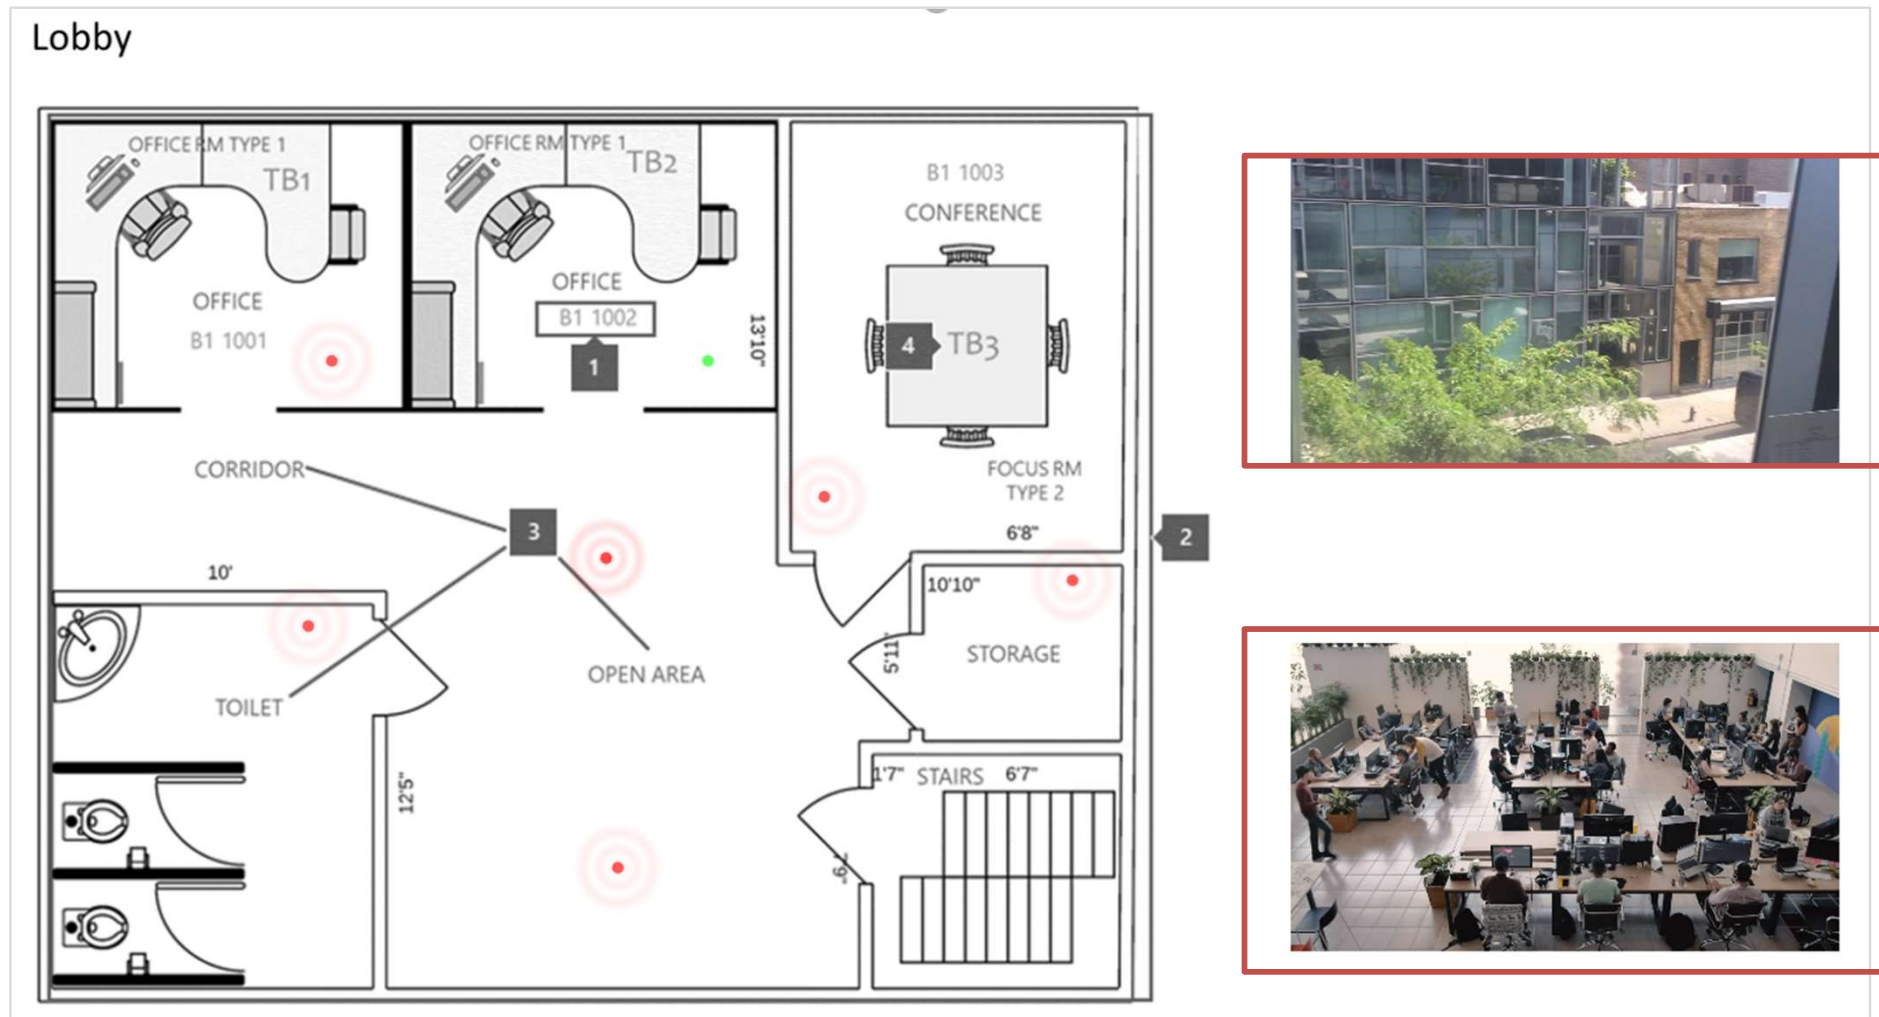 Lobby
OFFICE RM TYPE 1
TB1
OFFICE
B1 1001
OFFICE RM TYPE 1
TB2
OFFICE
B1 1002
1
13'10"
B1 1003
CONFERENCE
4
TB3
FOCUS RM
TYPE 2
6'8"
2
CORRIDOR
3
10'
10'10"
5'11"
STORAGE
OPEN AREA
TOILET
12'5"
1'7"
STAIRS
6'7"